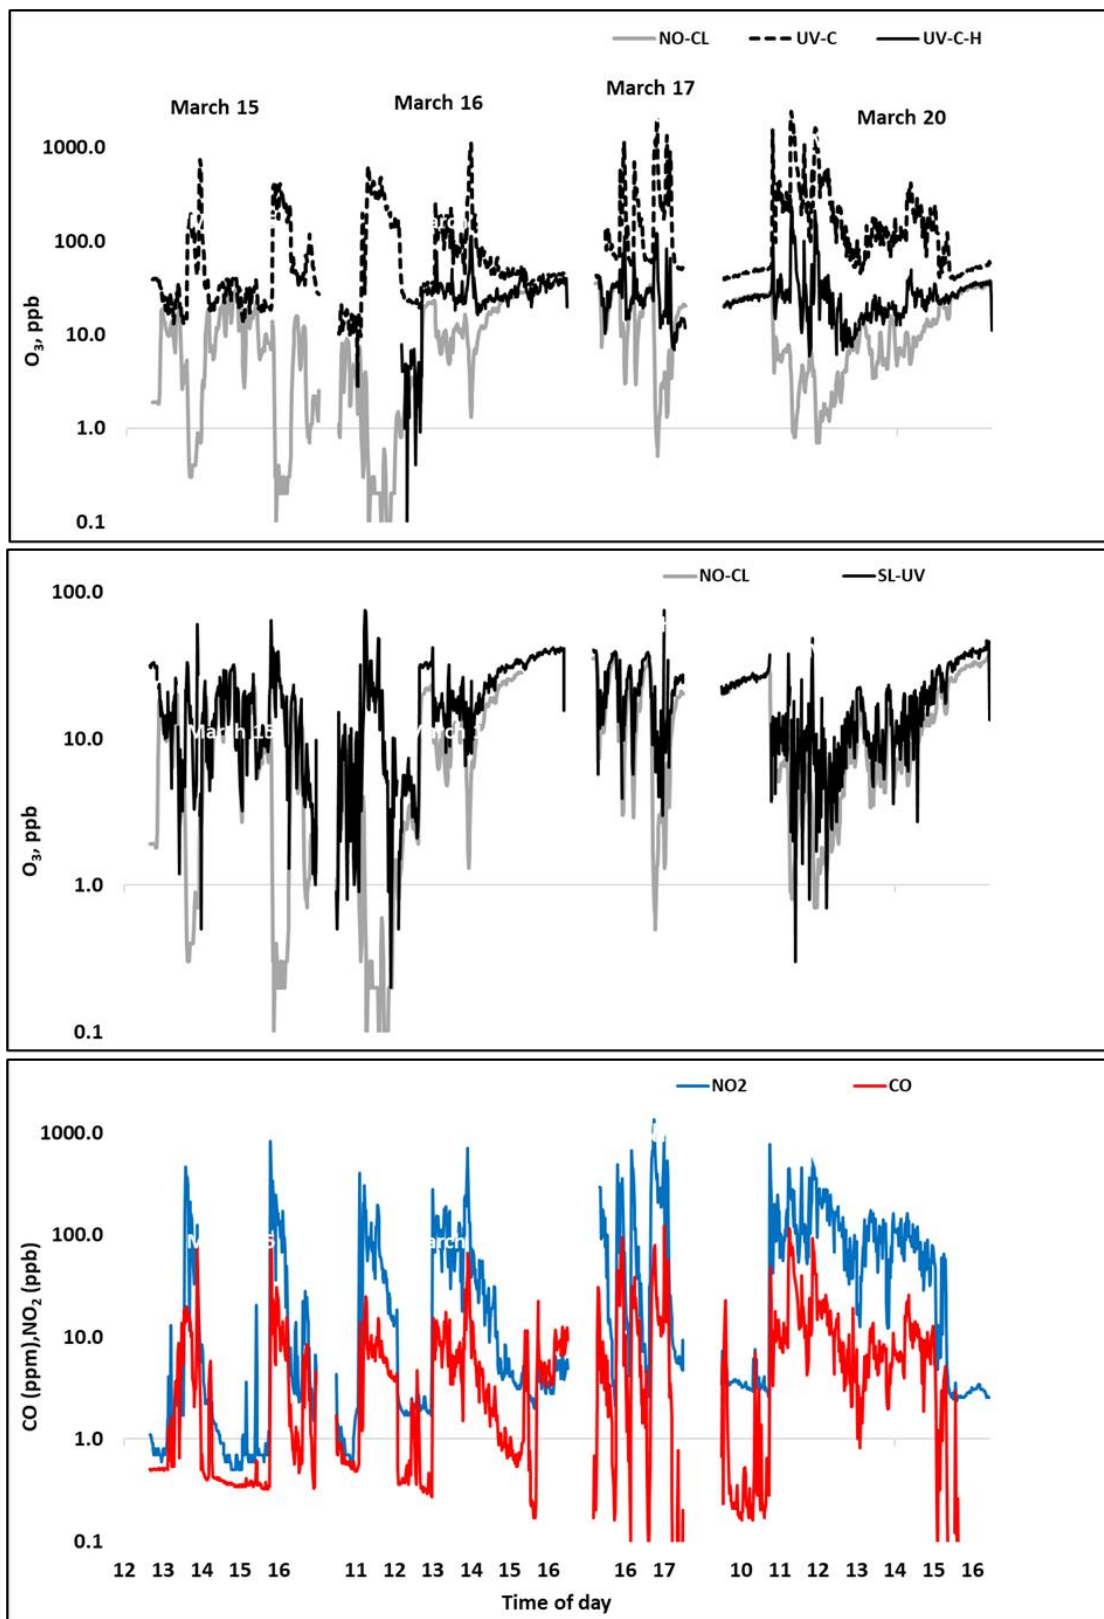 NO-CL UV-C UV-C-H
March 15 March 16 March 17 March 20
1000.0
100.0
10.0
1.0
0.1
O₃, ppb
NO-CL SL-UV
100.0
10.0
1.0
0.1
O₃, ppb
March 15 March 1
NO2 CO
1000.0
100.0
10.0
1.0
0.1
CO (ppm),NO₂ (ppb)
12 13 14 15 16 11 12 13 14 15 16 16 17 10 11 12 13 14 15 16
Time of day